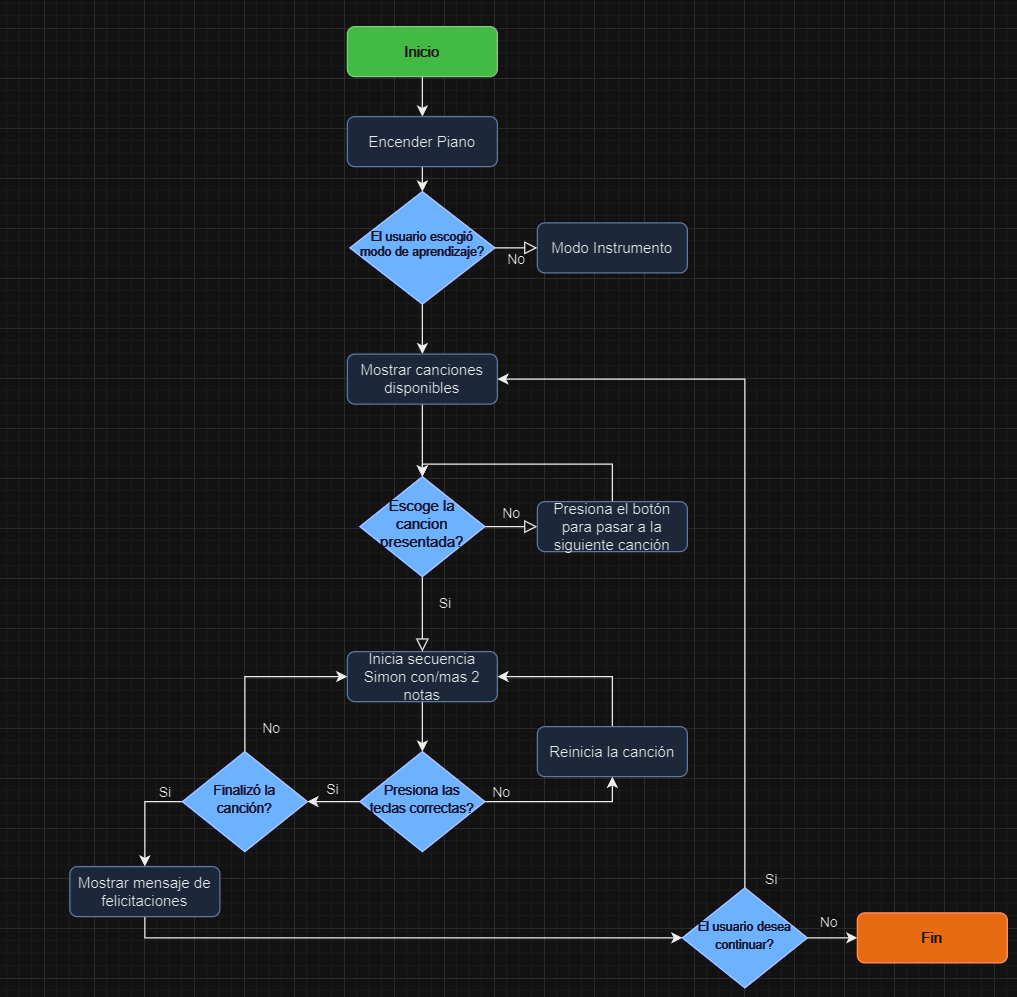 Inicio
Encender Piano
El usuario escogió
modo de aprendizaje?
No
Modo Instrumento
Mostrar canciones
disponibles
Escoge la
cancion
presentada?
No
Presiona el botón
para pasar a la
siguiente canción
Si
Inicia secuencia
Simon con/mas 2
notas
No
Reinicia la canción
Finalizó la
canción?
Si
Si
Presiona las
teclas correctas?
No
Mostrar mensaje de
felicitaciones
Si
El usuario desea
continuar?
No
Fin